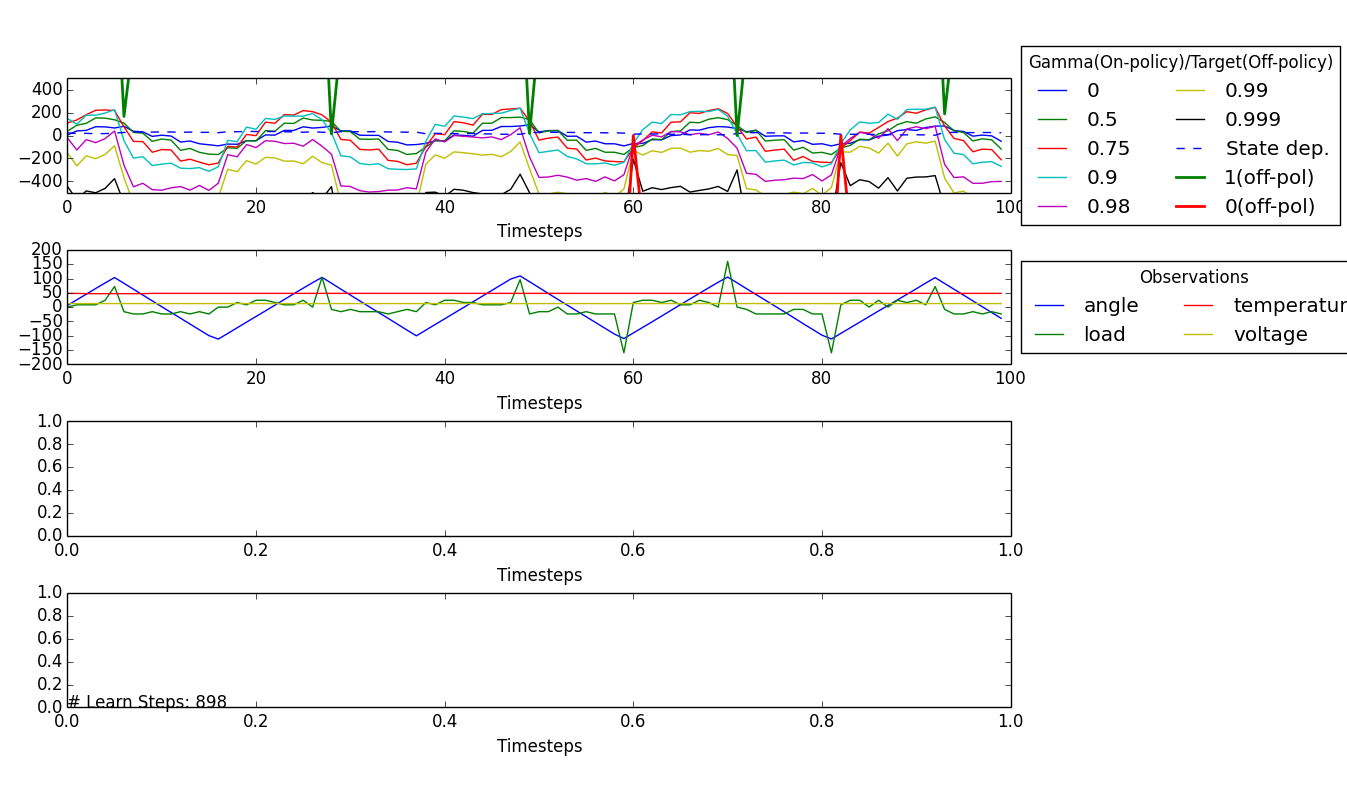 Gamma(On-policy)/Target(Off-policy)
0 0.99
0.5 0.999
0.75 State dep.
0.9 1(off-pol)
0.98 0(off-pol)
400
200
0
−200
−400
0 20 40 60 80 100
Timesteps
Observations
angle temperatur
load voltage
200
150
100
50
0
−50
−100
−150
−200
0 20 40 60 80 100
Timesteps
1.0
0.8
0.6
0.4
0.2
0.0
0.0 0.2 0.4 0.6 0.8 1.0
Timesteps
1.0
0.8
0.6
0.4
0.2
0.0
# Learn Steps: 898
0.0 0.2 0.4 0.6 0.8 1.0
Timesteps